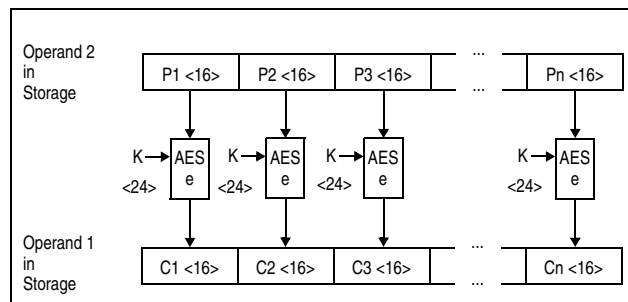 Operand 2
in
Storage
P1 <16> P2 <16> P3 <16> ... ... Pn <16>
K AES e K AES e K AES e K AES e
<24> <24> <24> <24>
Operand 1
in
Storage
C1 <16> C2 <16> C3 <16> ... ... Cn <16>